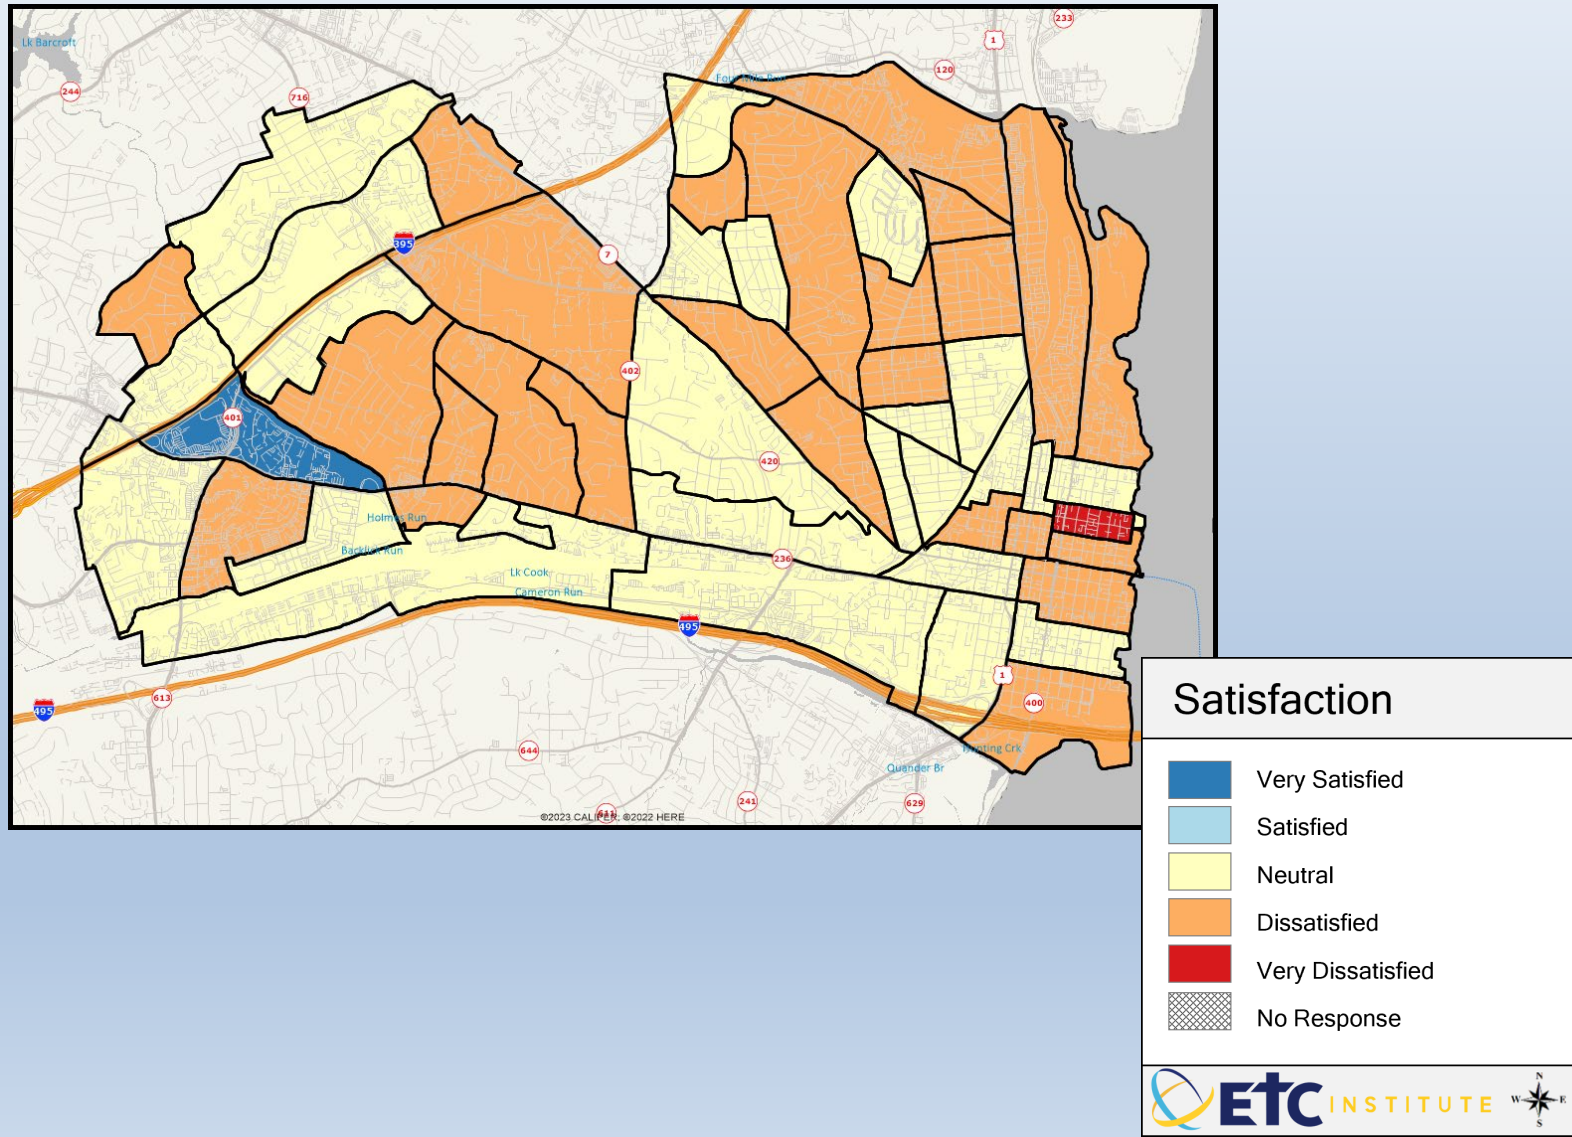 233
1
Lk Barcroft
120
Four Mile Run
244
716
395
7
402
401
420
Holmes Run
Backlick Run
236
Lk Cook
Cameron Run
495
1
613
400
495
644
Hunting Crk
Quander Br
241
629
611
©2023 CALIPER; ©2022 HERE
Satisfaction
Very Satisfied
Satisfied
Neutral
Dissatisfied
Very Dissatisfied
No Response
ETC INSTITUTE
N
W E
S